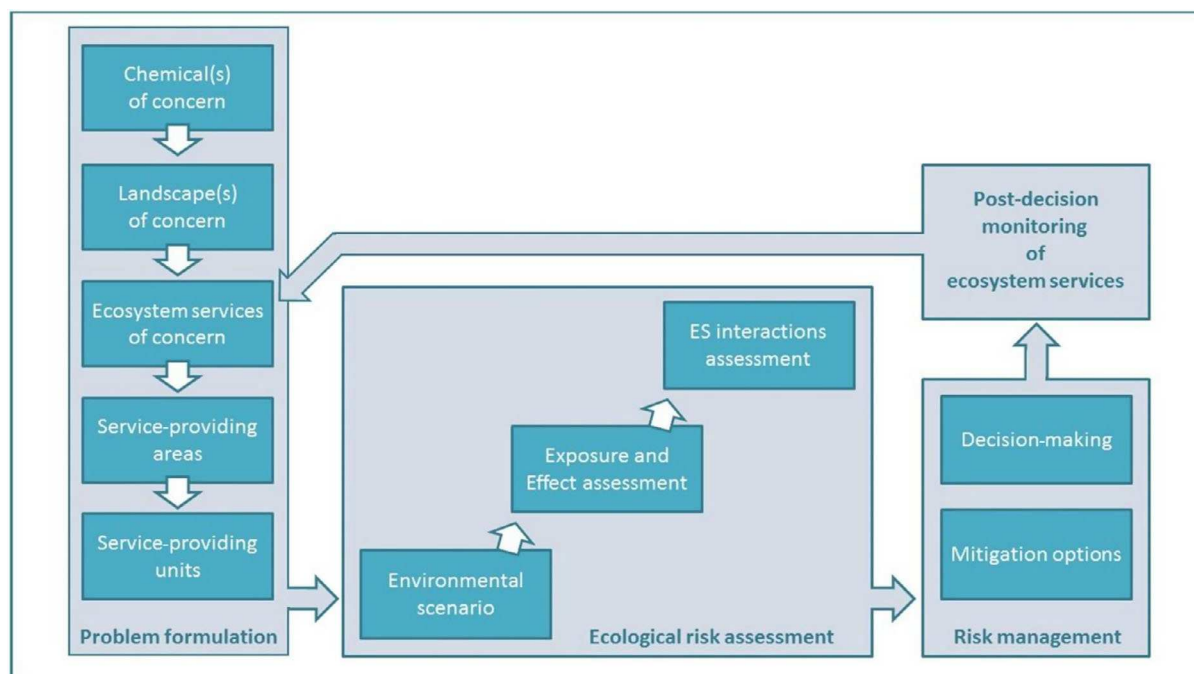 Chemical(s)
of concern
Landscape(s)
of concern
Ecosystem services
of concern
Service-providing
areas
Service-providing
units
Problem formulation
Environmental
scenario
Exposure and
Effect assessment
ES interactions
assessment
Ecological risk assessment
Decision-making
Mitigation options
Risk management
Post-decision
monitoring
of
ecosystem services